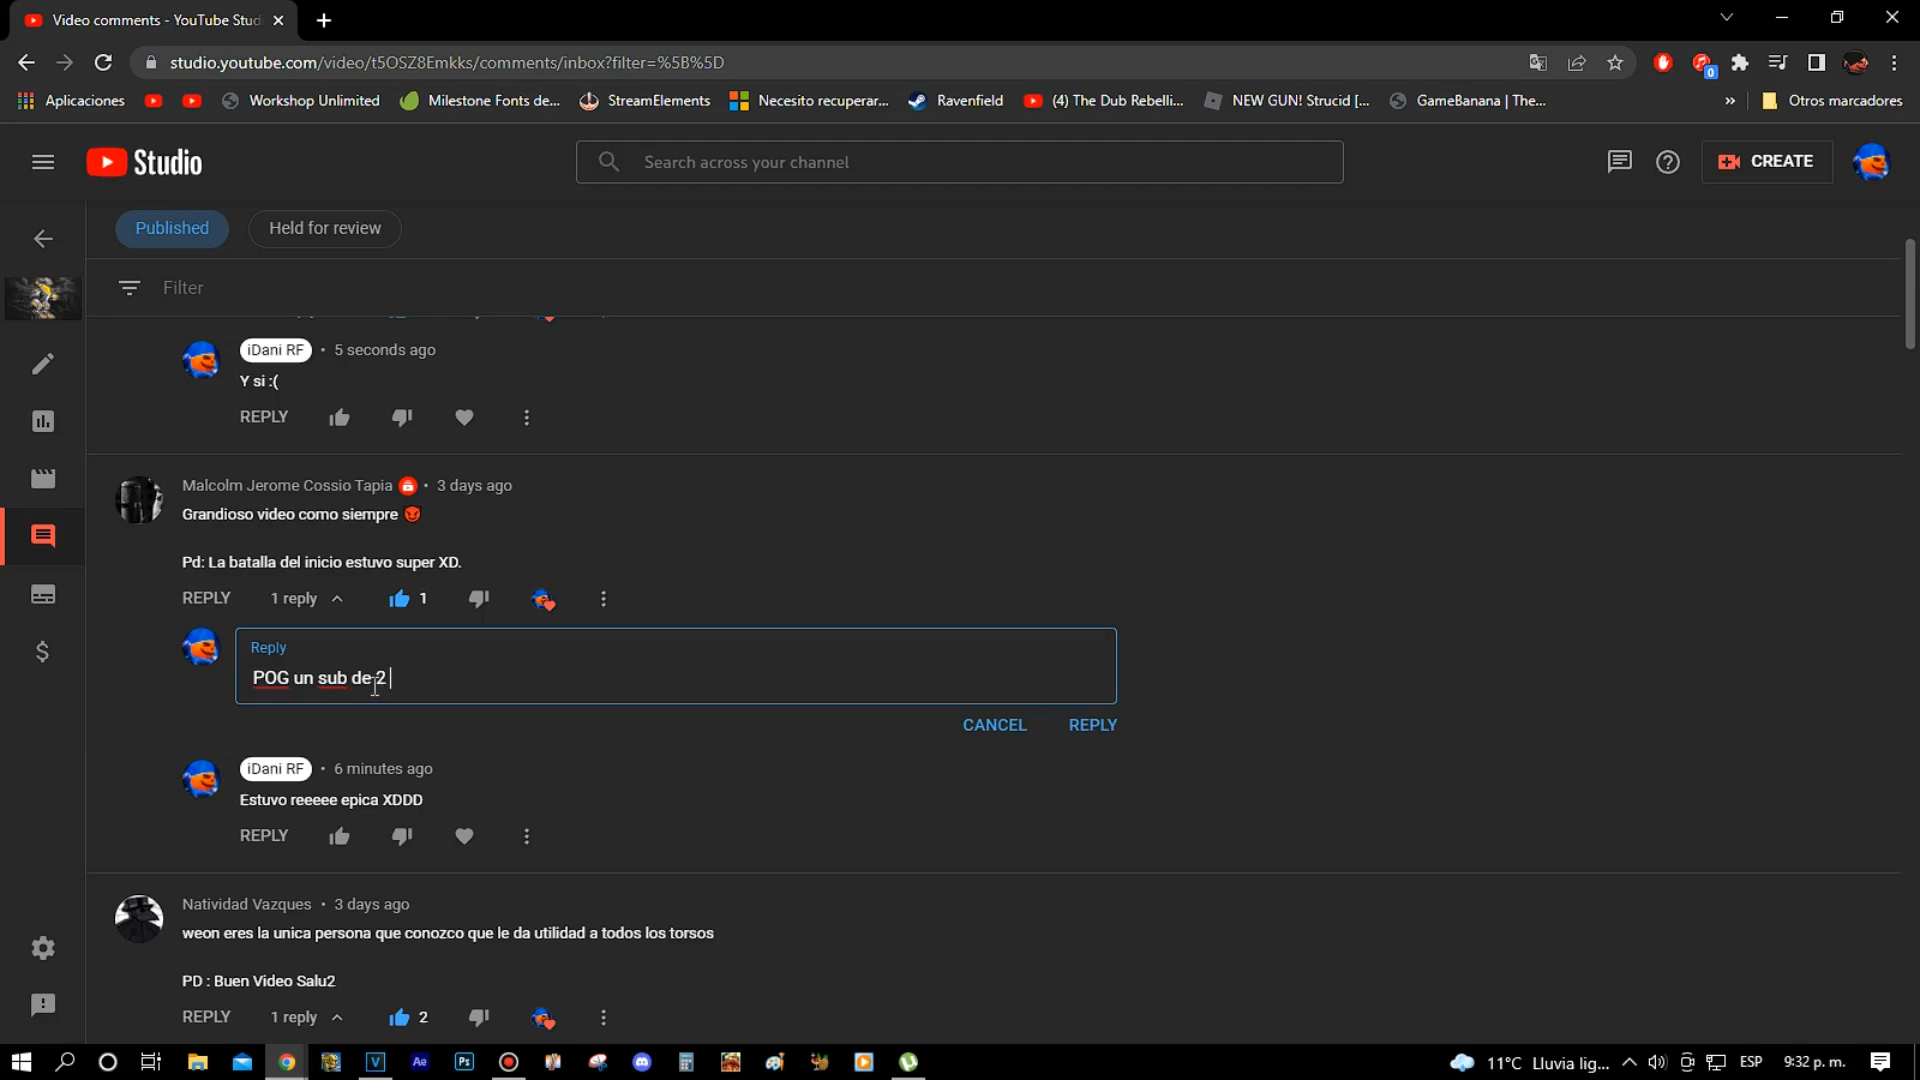 Video comments - YouTube Stud
studio.youtube.com/video/t5OSZ8Emkks/comments/inbox?filter=%5B%5D
0
Aplicaciones
Workshop Unlimited
Milestone Fonts de...
StreamElements
Necesito recuperar...
Ravenfield
(4) The Dub Rebelli...
NEW GUN! Strucid [...
GameBanana | The...
»
Otros marcadores
Studio
Search across your channel
CREATE
Published
Held for review
Filter
iDani RF • 5 seconds ago
Y si :(
REPLY
Malcolm Jerome Cossio Tapia • 3 days ago
Grandioso video como siempre 😈
Pd: La batalla del inicio estuvo super XD.
REPLY 1 reply 1
Reply
POG un sub de 2
CANCEL REPLY
iDani RF • 6 minutes ago
Estuvo reeeee epica XDDD
REPLY
Natividad Vazques • 3 days ago
weon eres la unica persona que conozco que le da utilidad a todos los torsos
PD : Buen Video Salu2
REPLY 1 reply 2
V
Ae
Ps
11°C Lluvia lig...
ESP
9:32 p. m.